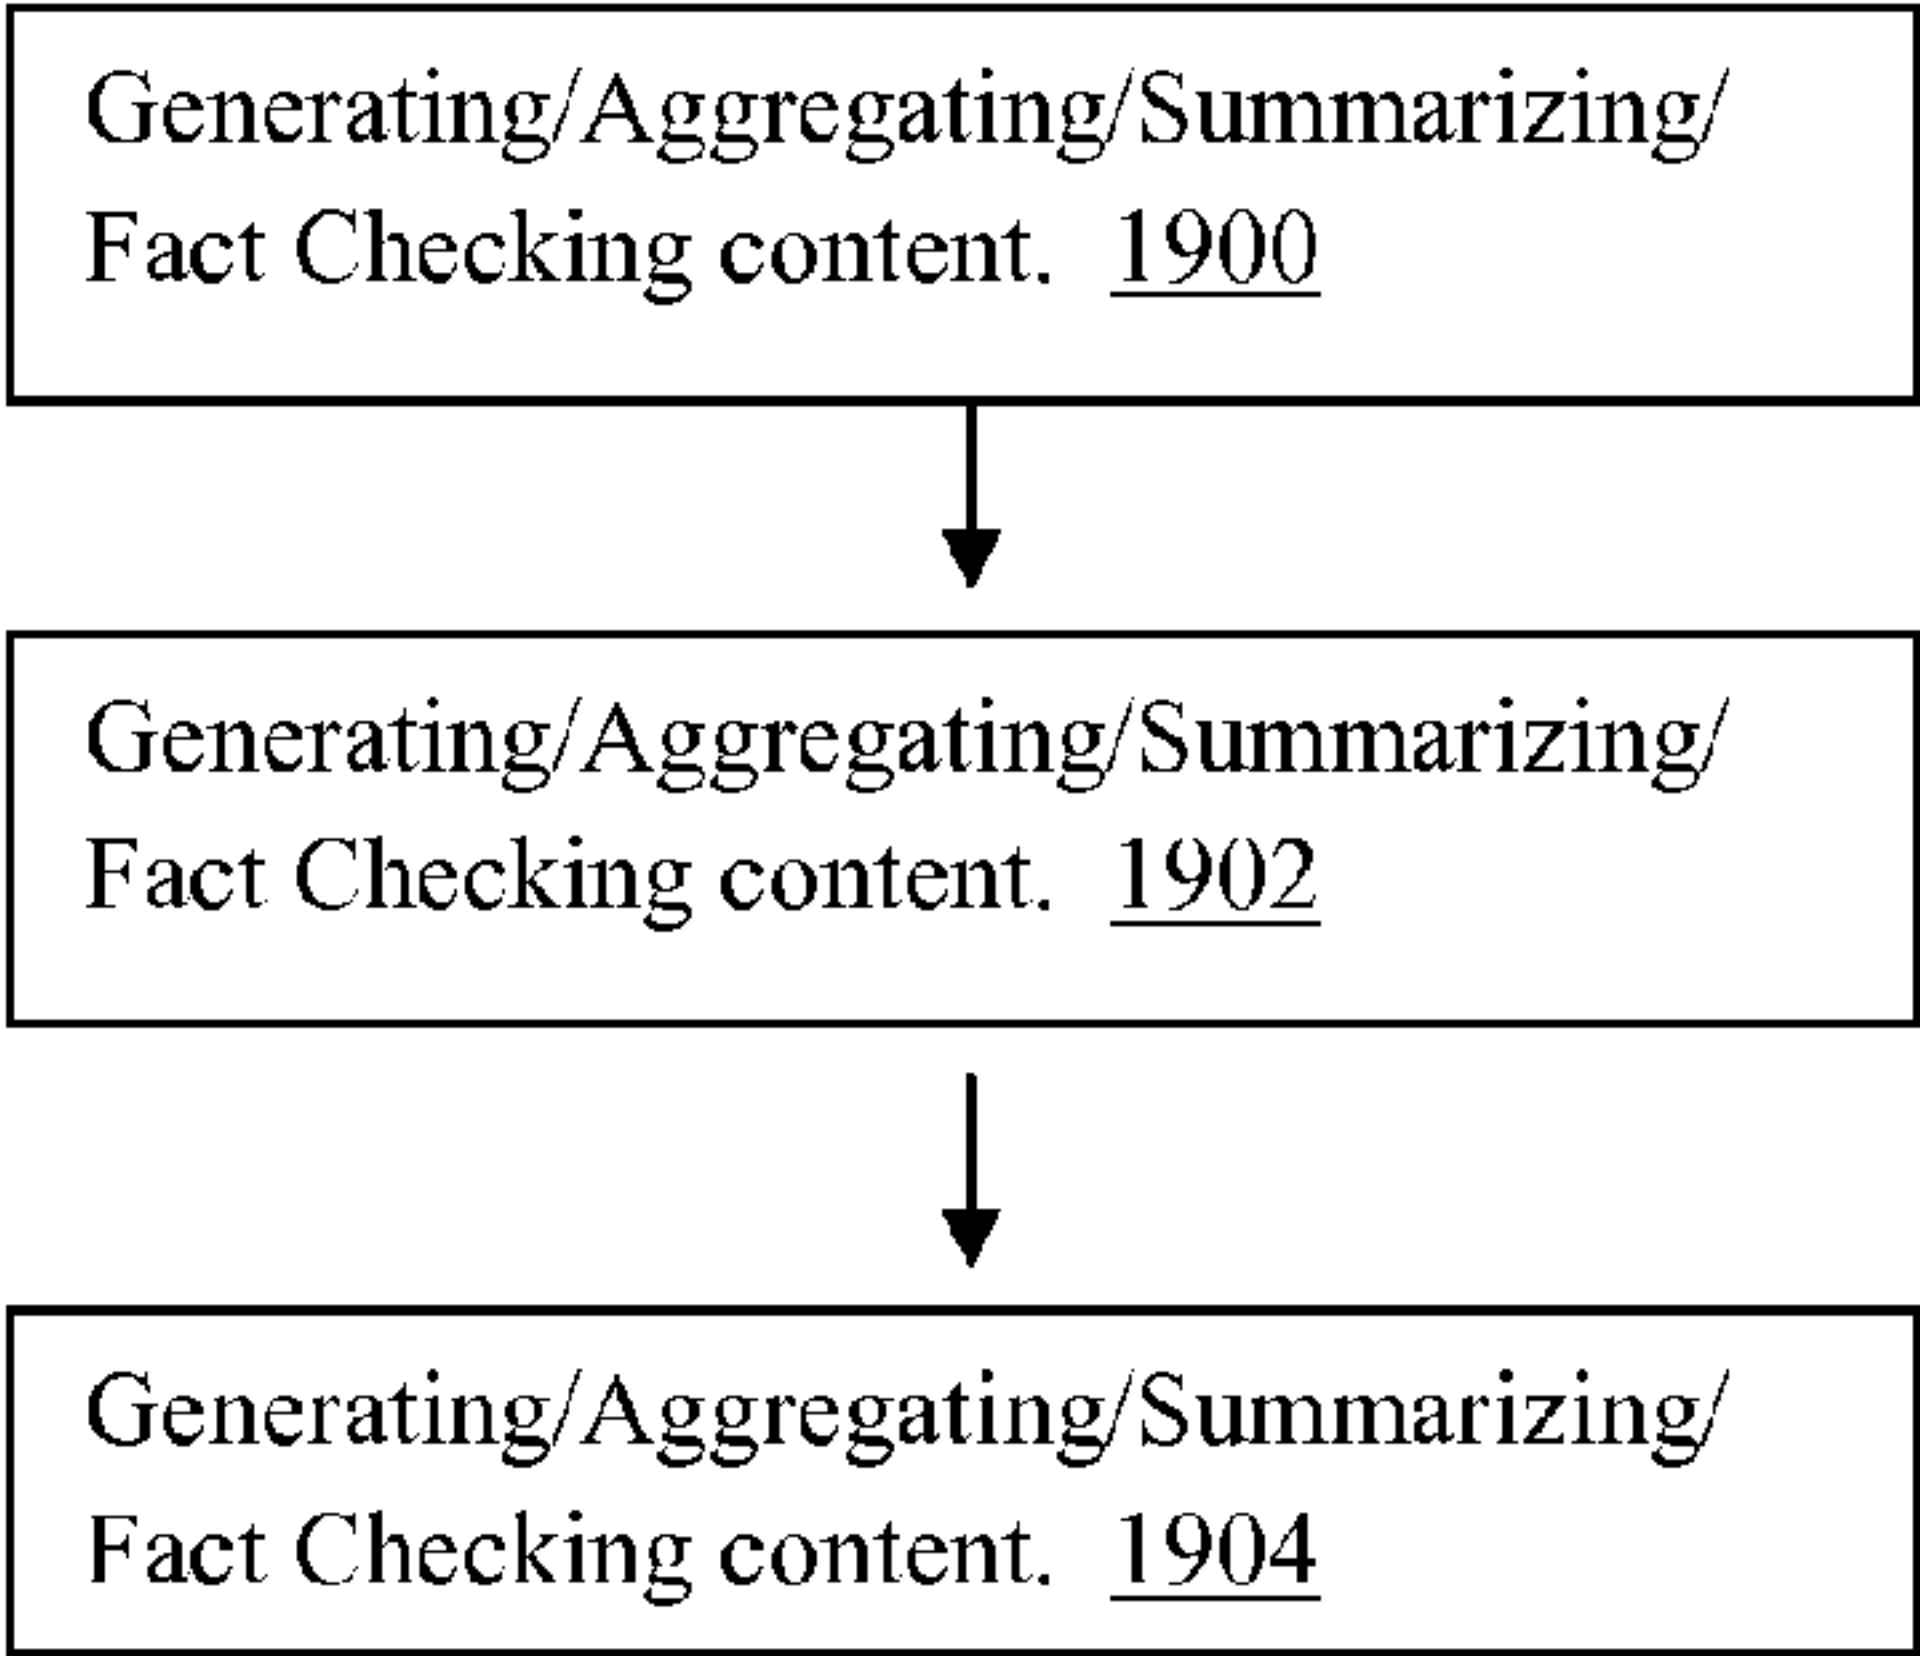 Generating/Aggregating/Summarizing/
Fact Checking content. 1900
Generating/Aggregating/Summarizing/
Fact Checking content. 1902
Generating/Aggregating/Summarizing/
Fact Checking content. 1904